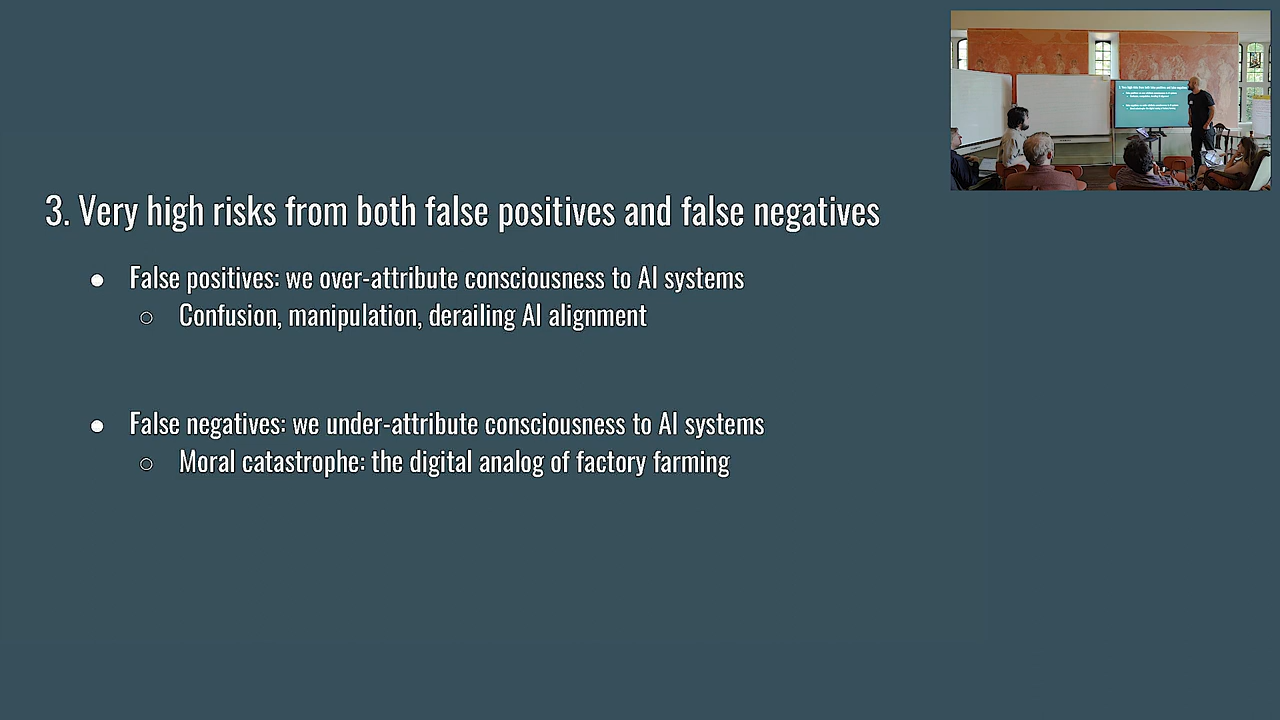 3. Very high risks from both false positives and false negatives
● False positives: we over-attribute consciousness to AI systems
○ Confusion, manipulation, derailing AI alignment
● False negatives: we under-attribute consciousness to AI systems
○ Moral catastrophe: the digital analog of factory farming